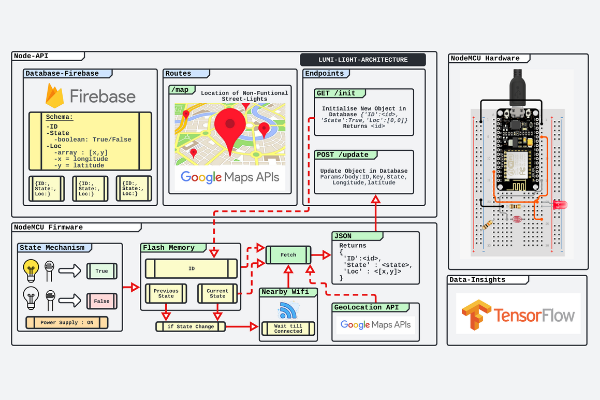 Node-API
LUMI-LIGHT-ARCHITECTURE
Database-Firebase
Firebase
Schema:
-ID
-State
-boolean: True/False
-Loc
-array : [x,y]
-x = longitude
-y = latitude
{ID:,
State:,
Loc:}
{ID:,
State:,
Loc:}
{ID:,
State:,
Loc:}
Routes
/map
Location of Non-Funtional
Street-Lights
Google Maps APIs
Endpoints
GET /init
Initialise New Object in
Database {'ID':<id>,
'State':True,'Loc':[0,0]}
Returns <id>
POST /update
Update Object in Database
Params/body:ID,Key,State,
Longitude,latitude
NodeMCU Firmware
State Mechanism
True
False
Power Supply : ON
Flash Memory
ID
Previous
State
Current
State
if State Change
Fetch
Nearby Wifi
Wait till
Connected
JSON
Returns
{
'ID':<id>,
'State' : <state>,
'Loc' : <[x,y]>
}
GeoLocation API
Google Maps APIs
NodeMCU Hardware
Data-Insights
TensorFlow